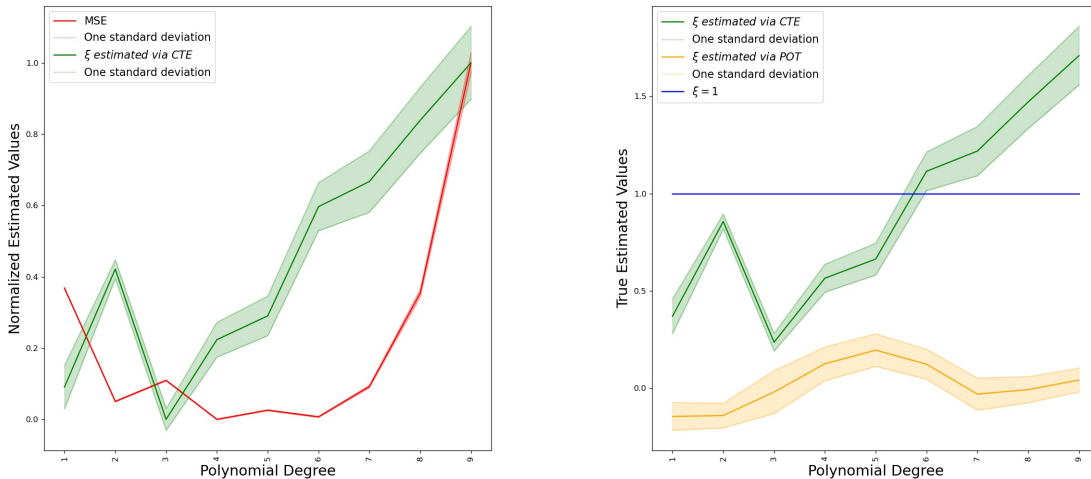 MSE
One standard deviation
ξ estimated via CTE
One standard deviation
1.0
0.8
0.6
0.4
0.2
0.0
Normalized Estimated Values
1 2 3 4 5 6 7 8 9
Polynomial Degree
ξ estimated via CTE
One standard deviation
ξ estimated via POT
One standard deviation
ξ = 1
1.5
1.0
0.5
0.0
True Estimated Values
1 2 3 4 5 6 7 8 9
Polynomial Degree